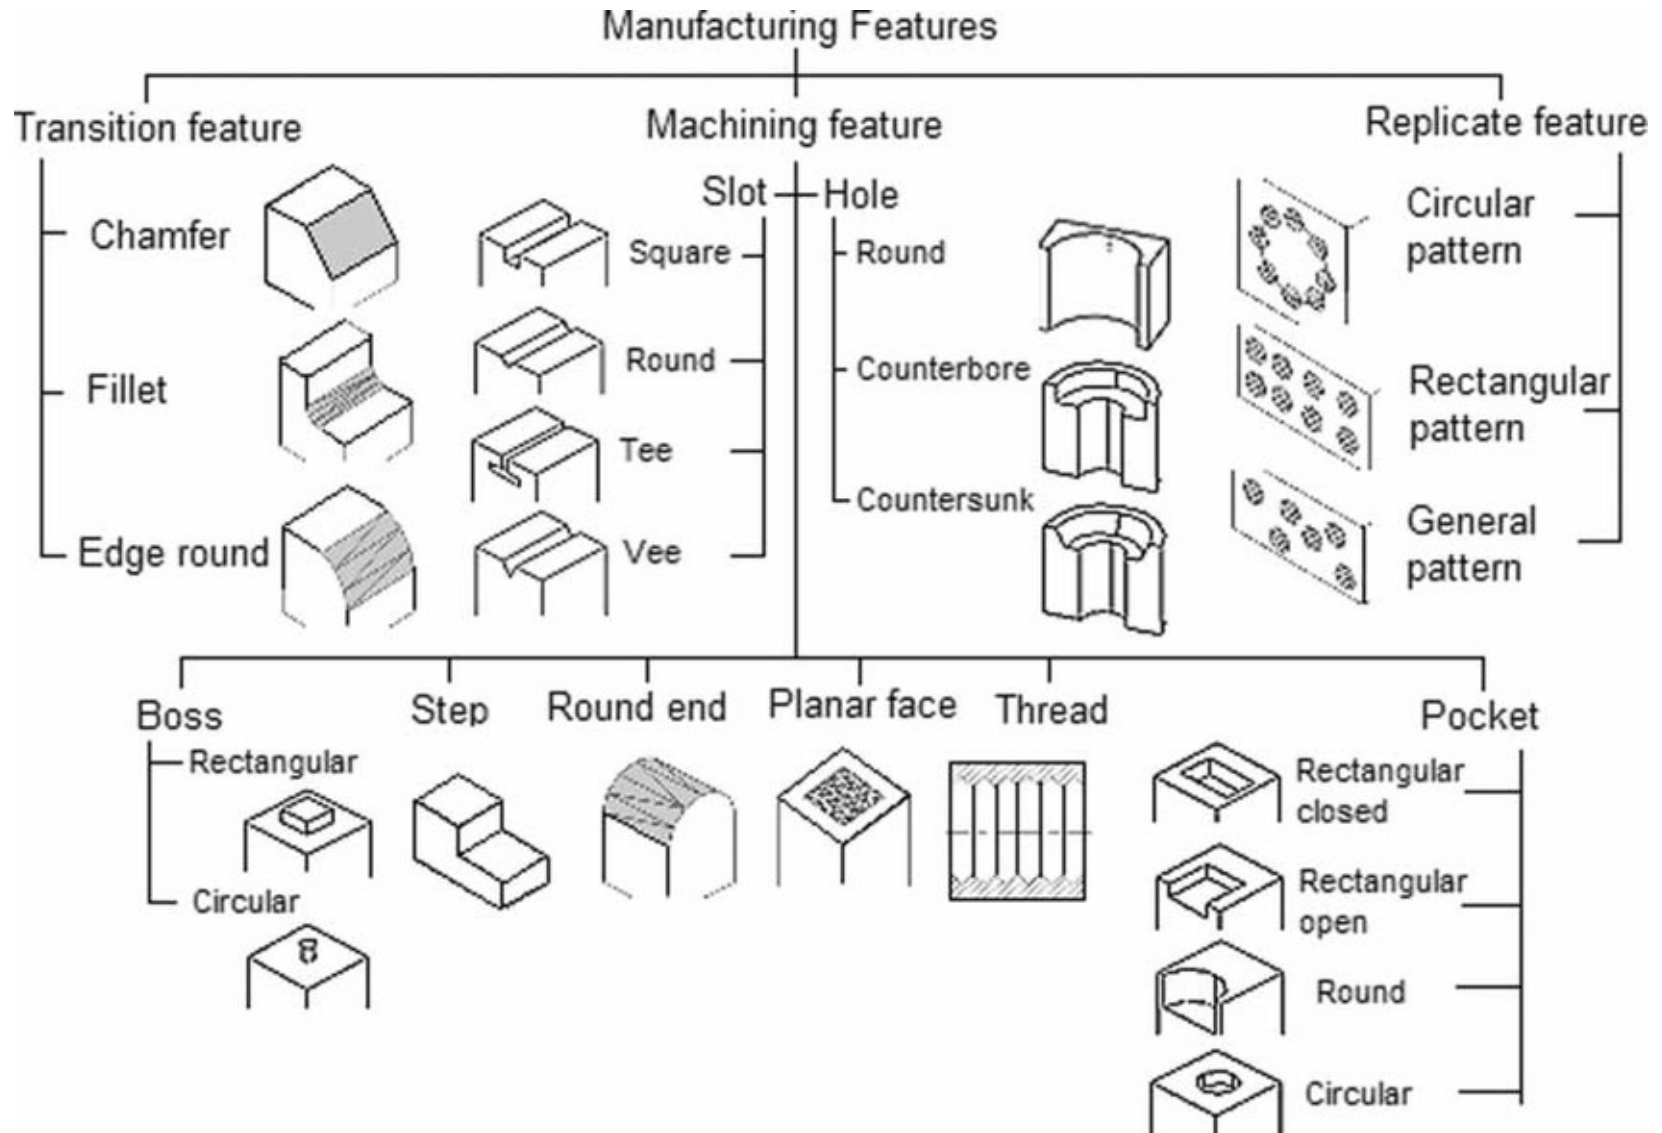 Manufacturing Features
Transition feature
Chamfer
Fillet
Edge round
Machining feature
Slot
Square
Round
Tee
Vee
Hole
Round
Counterbore
Countersunk
Replicate feature
Circular
pattern
Rectangular
pattern
General
pattern
Boss
Rectangular
Circular
Step
Round end
Planar face
Thread
Pocket
Rectangular
closed
Rectangular
open
Round
Circular